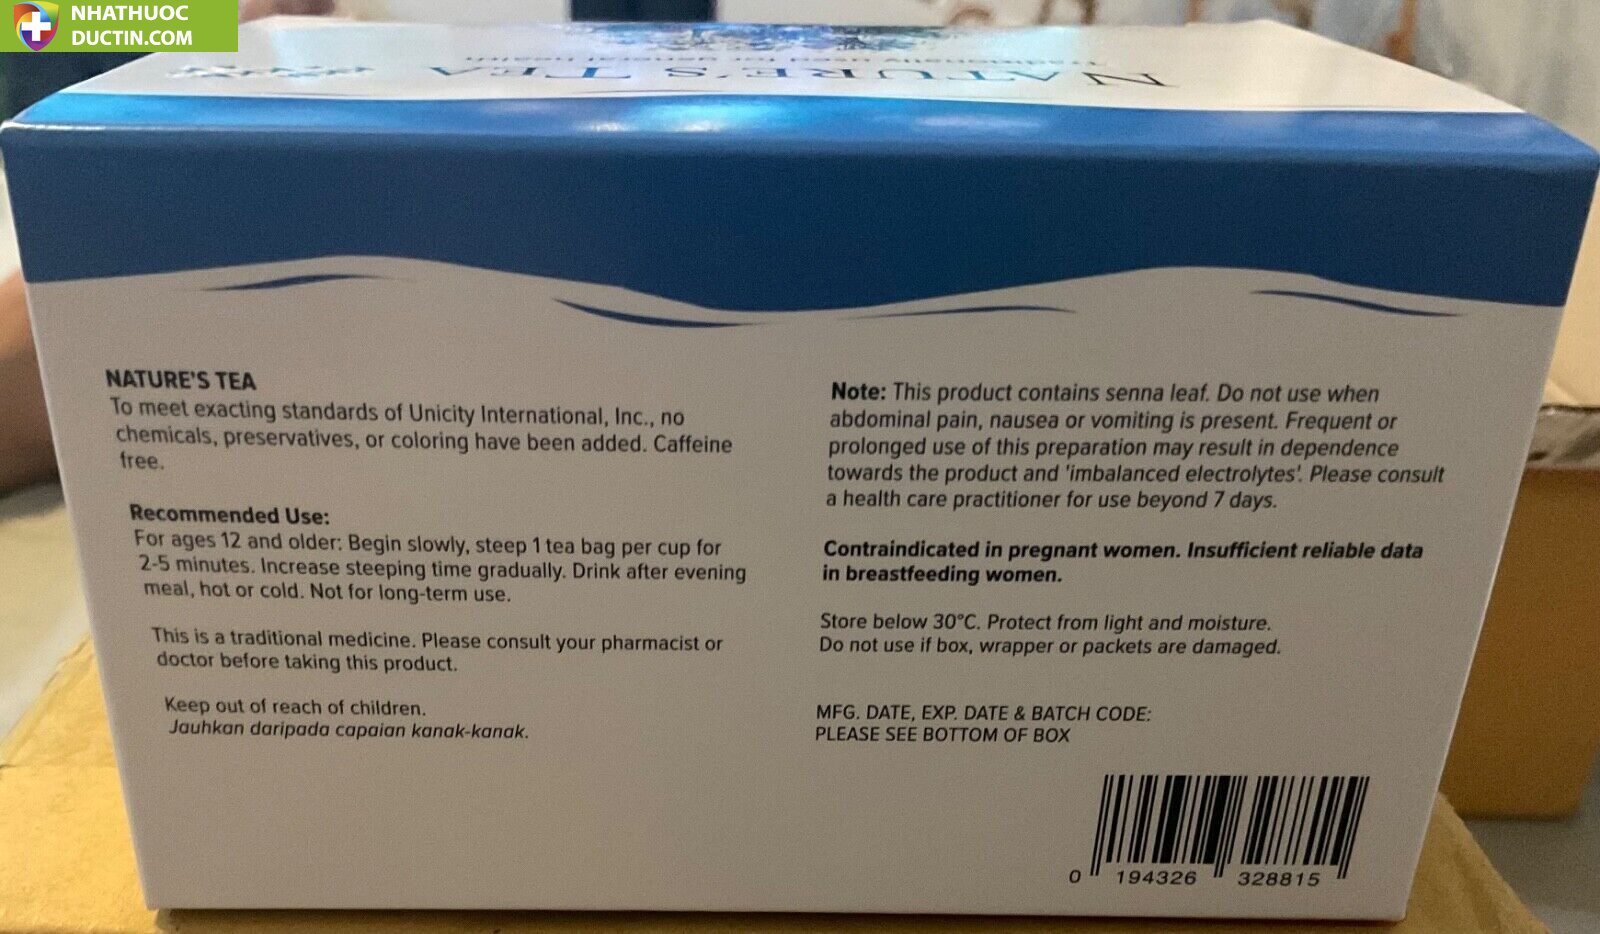 NHATHUOC
DUCTIN.COM
NATURE'S TEA
Traditionally used for general health
NATURE'S TEA
To meet exacting standards of Unicity International, Inc., no
chemicals, preservatives, or coloring have been added. Caffeine
free.
Recommended Use:
For ages 12 and older: Begin slowly, steep 1 tea bag per cup for
2-5 minutes. Increase steeping time gradually. Drink after evening
meal, hot or cold. Not for long-term use.
This is a traditional medicine. Please consult your pharmacist or
doctor before taking this product.
Keep out of reach of children.
Jauhkan daripada capaian kanak-kanak.
Note: This product contains senna leaf. Do not use when
abdominal pain, nausea or vomiting is present. Frequent or
prolonged use of this preparation may result in dependence
towards the product and 'imbalanced electrolytes'. Please consult
a health care practitioner for use beyond 7 days.
Contraindicated in pregnant women. Insufficient reliable data
in breastfeeding women.
Store below 30°C. Protect from light and moisture.
Do not use if box, wrapper or packets are damaged.
MFG. DATE, EXP. DATE & BATCH CODE:
PLEASE SEE BOTTOM OF BOX
0 194326 328815